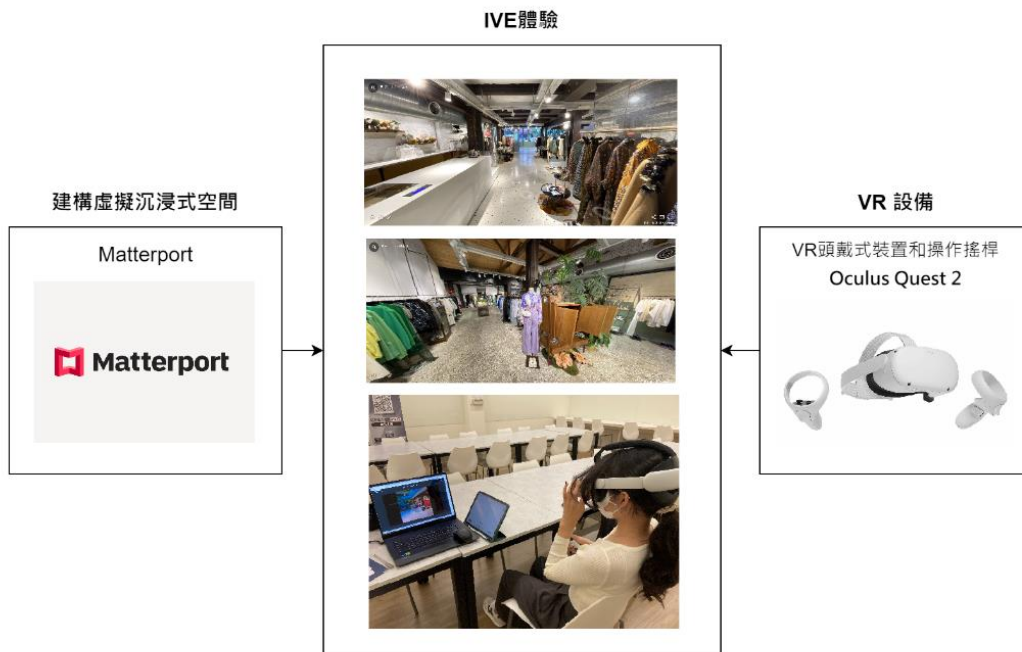 IVE體驗
建構虛擬沉浸式空間
Matterport
Matterport
VR 設備
VR頭戴式裝置和操作搖桿
Oculus Quest 2